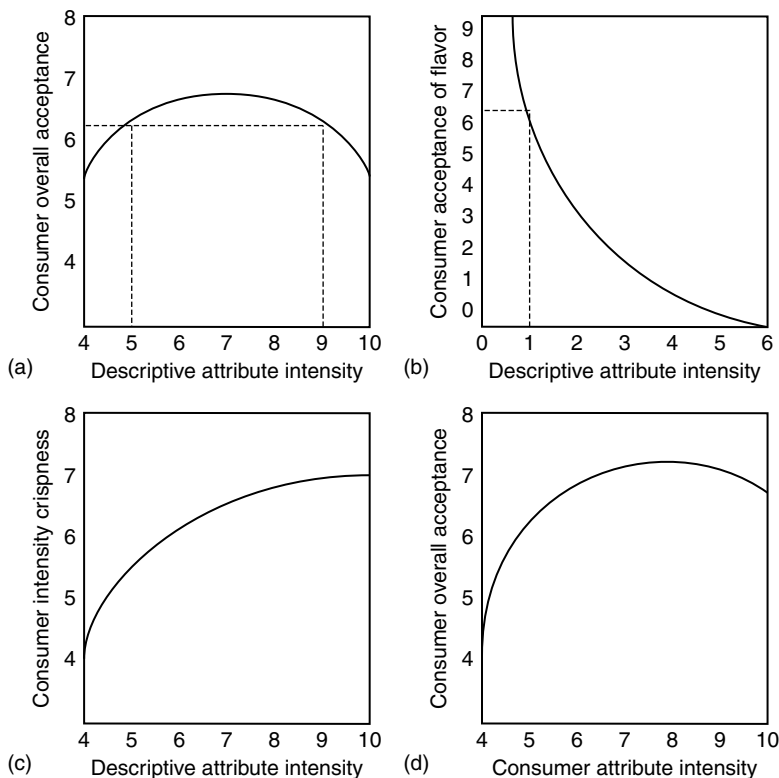 8
7
6
5
4
Consumer overall acceptance
4 5 6 7 8 9 10
Descriptive attribute intensity
(a)
9
8
7
6
5
4
3
2
1
0
Consumer acceptance of flavor
0 1 2 3 4 5 6
Descriptive attribute intensity
(b)
8
7
6
5
4
Consumer intensity crispness
4 5 6 7 8 9 10
Descriptive attribute intensity
(c)
8
7
6
5
4
Consumer overall acceptance
4 5 6 7 8 9 10
Consumer attribute intensity
(d)